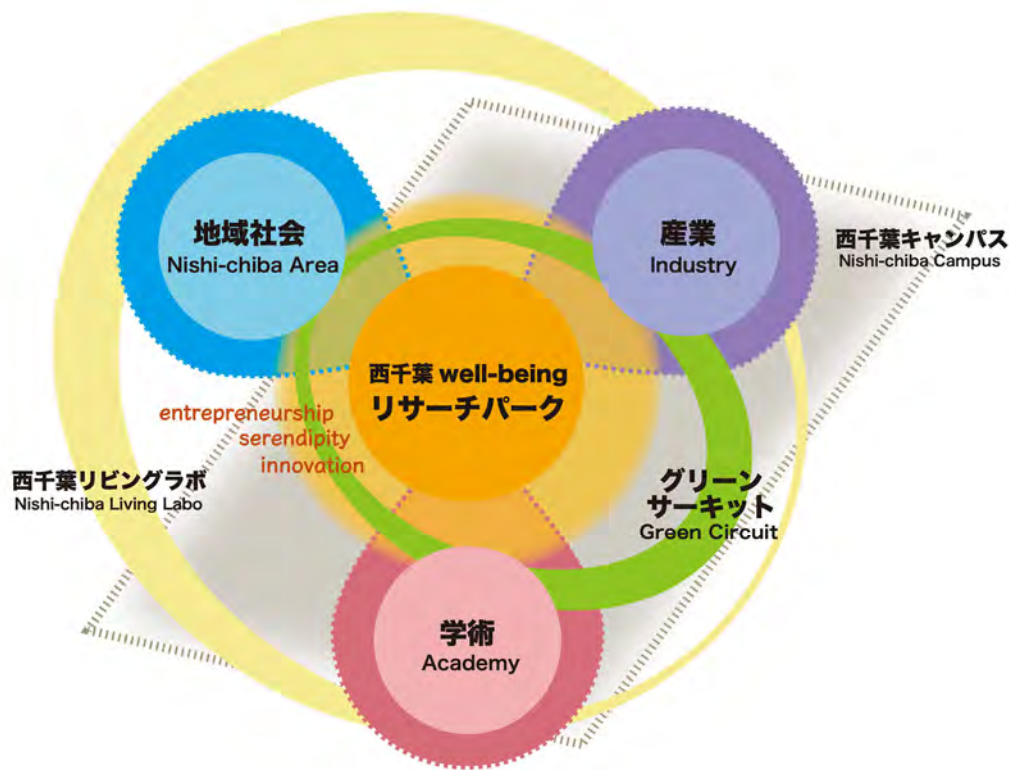 地域社会
Nishi-chiba Area
産業
Industry
西千葉キャンパス
Nishi-chiba Campus
西千葉 well-being
リサーチパーク
entrepreneurship
serendipity
innovation
西千葉リビングラボ
Nishi-chiba Living Labo
グリーン
サーキット
Green Circuit
学術
Academy